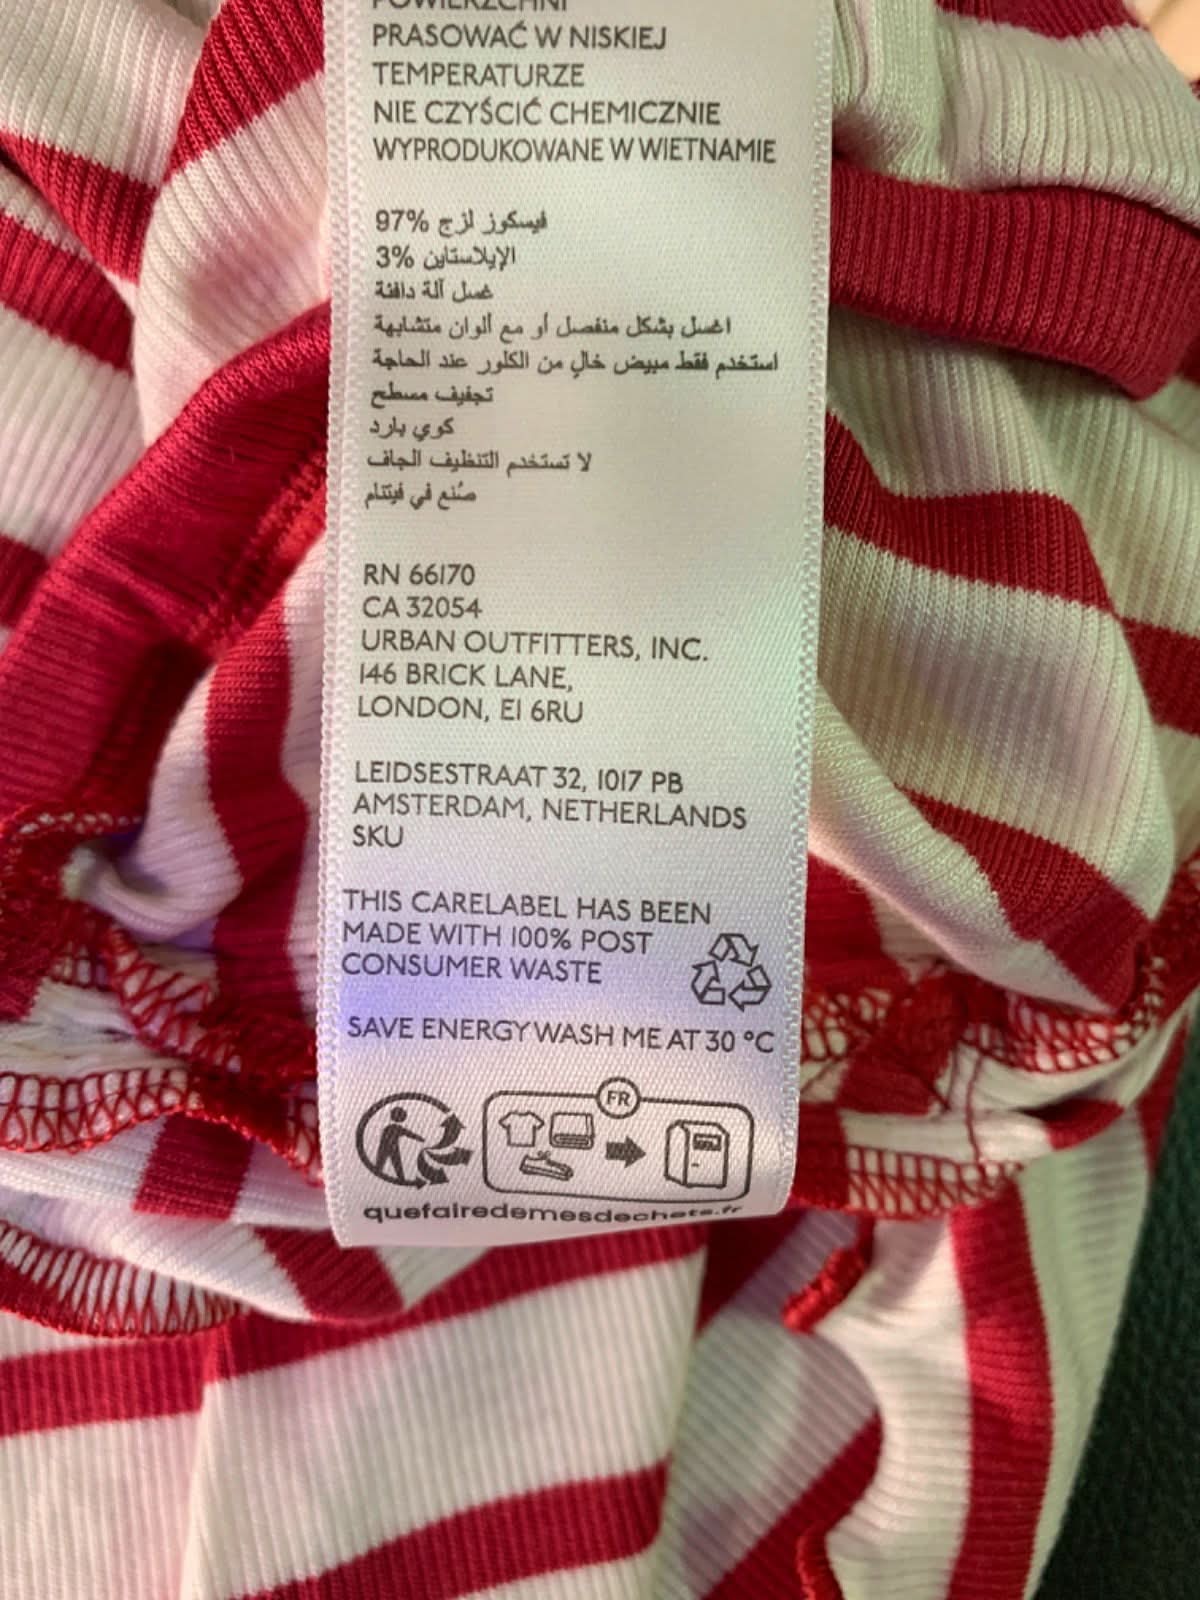 POWIERZCHNI
PRASOWAĆ W NISKIEJ
TEMPERATURZE
NIE CZYŚCIĆ CHEMICZNIE
WYPRODUKOWANE W WIETNAMIE
فيسكوز لزج %97
الإيلاستاين %3
غسل آلة دافئة
اغسل بشكل منفصل أو مع ألوان متشابهة
استخدم فقط مبيض خالٍ من الكلور عند الحاجة
تجفيف مسطح
كوي بارد
لا تستخدم التنظيف الجاف
صُنع في فيتنام
RN 66170
CA 32054
URBAN OUTFITTERS, INC.
146 BRICK LANE,
LONDON, E1 6RU
LEIDSESTRAAT 32, 1017 PB
AMSTERDAM, NETHERLANDS
SKU
THIS CARELABEL HAS BEEN
MADE WITH 100% POST
CONSUMER WASTE
SAVE ENERGY WASH ME AT 30 °C
FR
quefairedemesdechets.fr